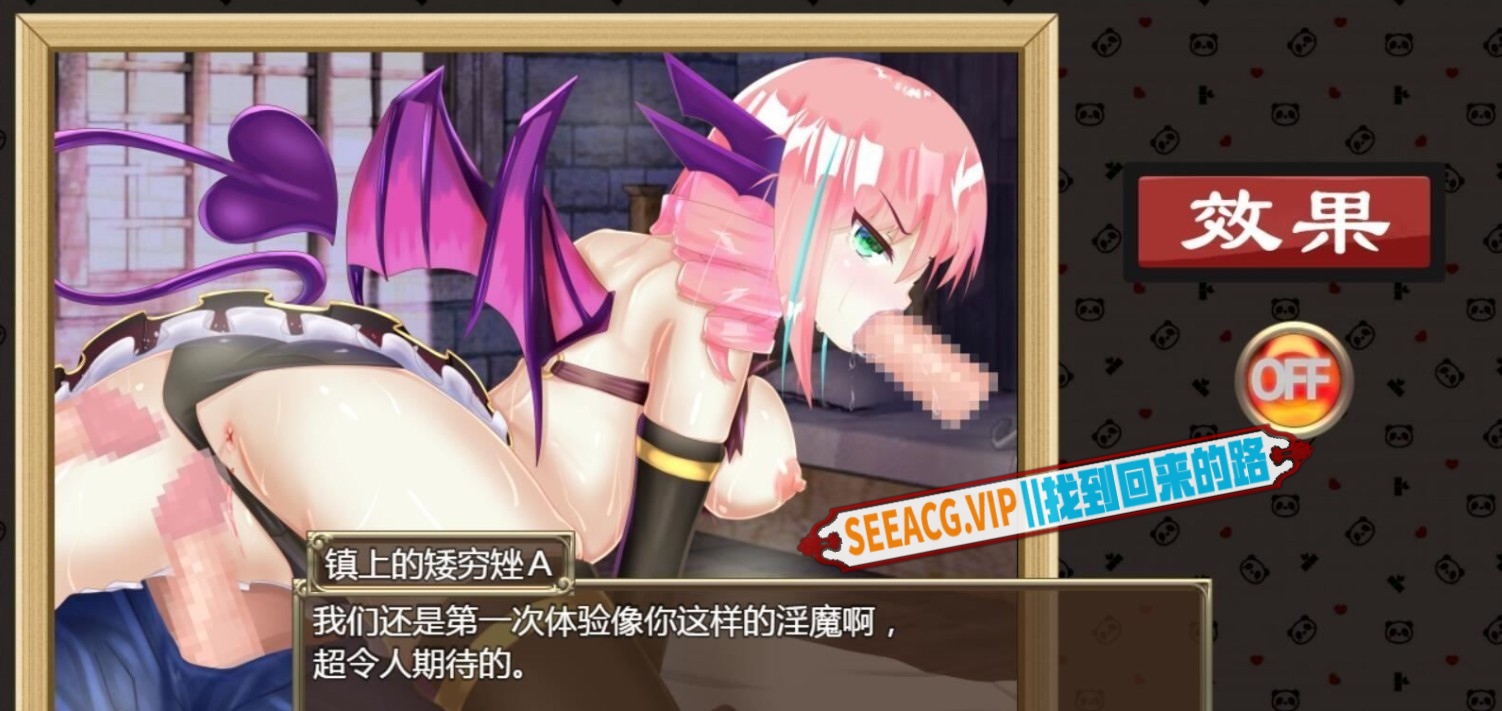 效果
OFF
SEEACG.VIP||找到回来的路
镇上的矮穷矬A
我们还是第一次体验像你这样的淫魔啊，
超令人期待的。